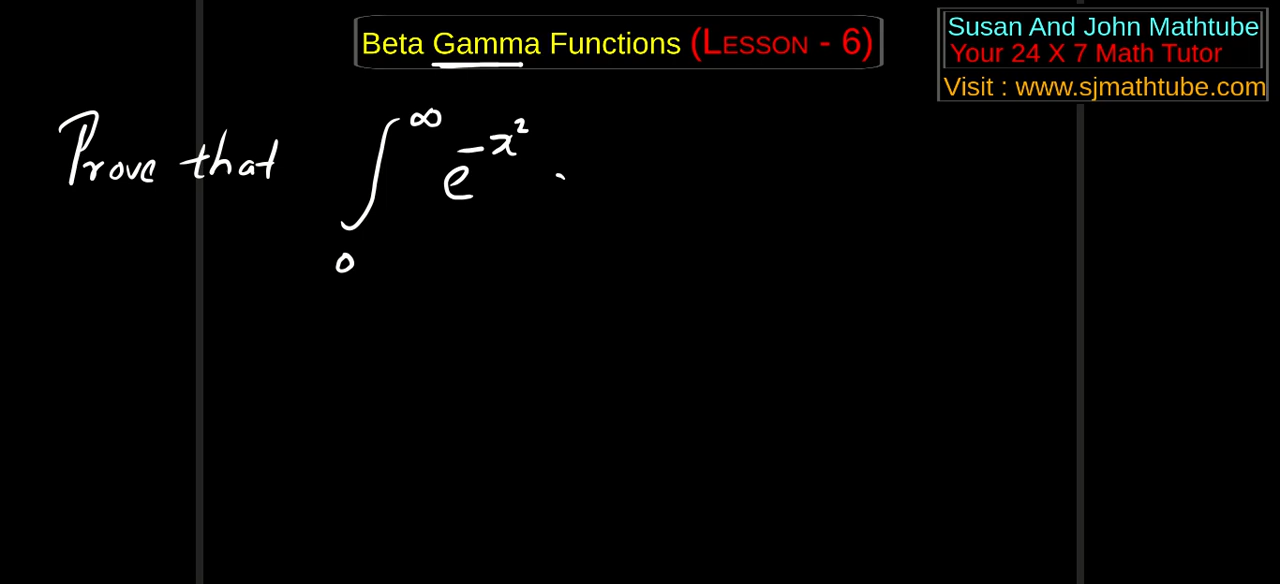 Beta Gamma Functions (Lesson - 6)
Susan And John Mathtube
Your 24 X 7 Math Tutor
Visit : www.sjmathtube.com
Prove that ∫₀^∞ e^{-x²}